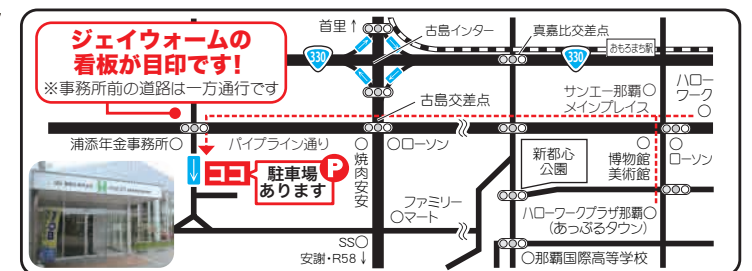 ジェイウォームの
看板が目印です!
※事務所前の道路は一方通行です
首里↑
古島インター
真嘉比交差点
330
330
おもろまち駅
サンエー那覇
メインプレイス
ハロー
ワーク
古島交差点
浦添年金事務所
パイプライン通り
ローソン
焼肉安安
新都心
公園
博物館
美術館
ローソン
ココ
駐車場
あります
P
ファミリー
マート
ハローワークプラザ那覇
(あっぷるタウン)
SS
安謝・R58↓
那覇国際高等学校